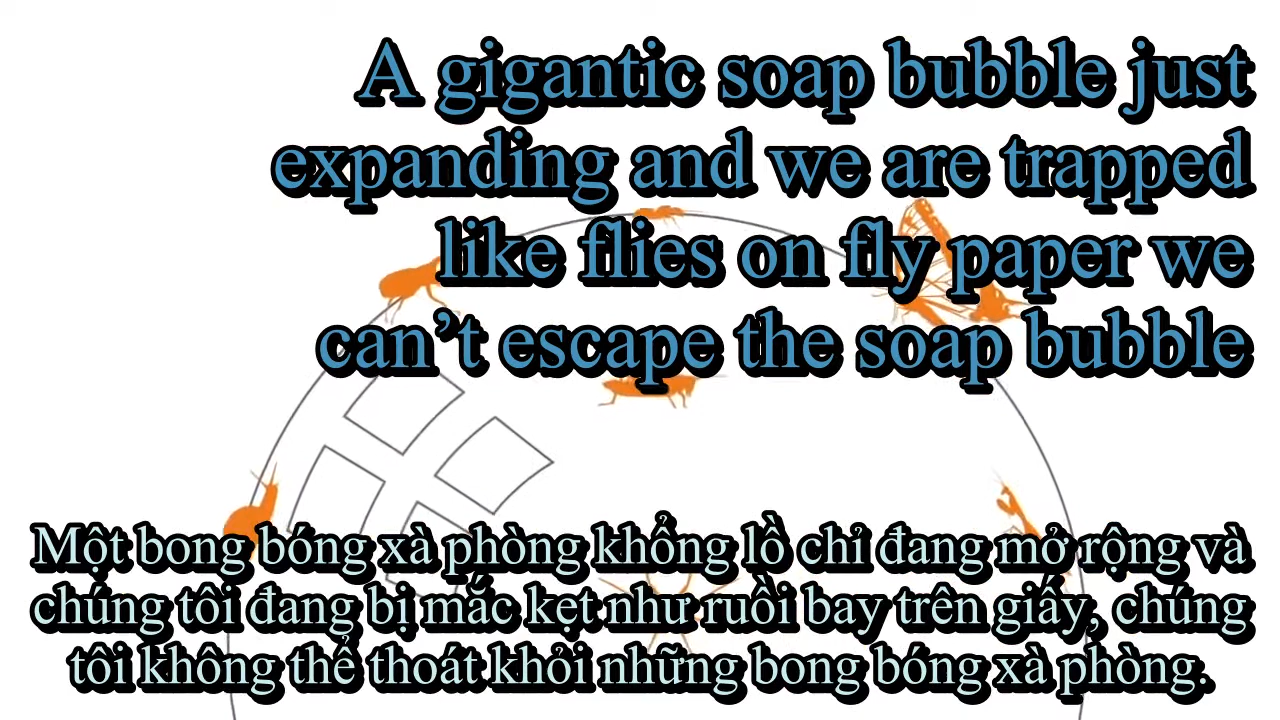 A gigantic soap bubble just
expanding and we are trapped
like flies on fly paper we
can’t escape the soap bubble
Một bong bóng xà phòng khổng lồ chỉ đang mở rộng và
chúng tôi đang bị mắc kẹt như ruồi bay trên giấy, chúng
tôi không thể thoát khỏi những bong bóng xà phòng.